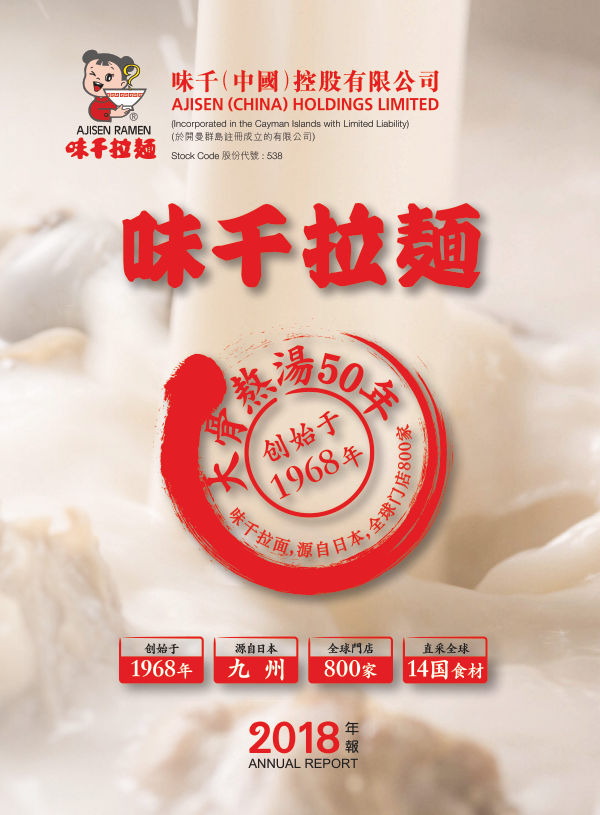 味千(中國)控股有限公司
AJISEN (CHINA) HOLDINGS LIMITED
(Incorporated in the Cayman Islands with Limited Liability)
(於開曼群島註冊成立的有限公司)
Stock Code 股份代號 : 538
®
AJISEN RAMEN
味千拉麺
味千拉麺
大骨熬湯50年
创始于
1968年
味千拉面,源自日本,全球门店800家
创始于
1968年
源自日本
九州
全球門店
800家
直采全球
14国食材
2018年報
ANNUAL REPORT